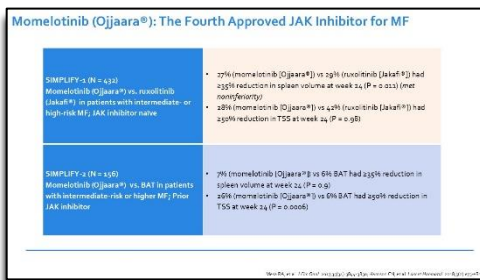 Momelotinib (Ojjaara®): The Fourth Approved JAK Inhibitor for MF
SIMPLIFY-1 (N = 432)
Momelotinib (Ojjaara®) vs. ruxolitinib
(Jakafi®) in patients with intermediate- or
high-risk MF; JAK inhibitor naïve
• 27% (momelotinib [Ojjaara®]) vs 29% (ruxolitinib [Jakafi®]) had
≥35% reduction in spleen volume at week 24 (P = 0.011) (met
noninferiority)
• 28% (momelotinib [Ojjaara®]) vs 42% (ruxolitinib [Jakafi®]) had
≥50% reduction in TSS at week 24 (P = 0.98)
SIMPLIFY-2 (N = 156)
Momelotinib (Ojjaara®) vs. BAT in patients
with intermediate-risk or higher MF; Prior
JAK inhibitor
• 7% (momelotinib [Ojjaara®]) vs 6% BAT had ≥35% reduction in
spleen volume at week 24 (P = 0.9)
• 26% (momelotinib [Ojjaara®]) vs 6% BAT had ≥50% reduction in
TSS at week 24 (P = 0.0006)